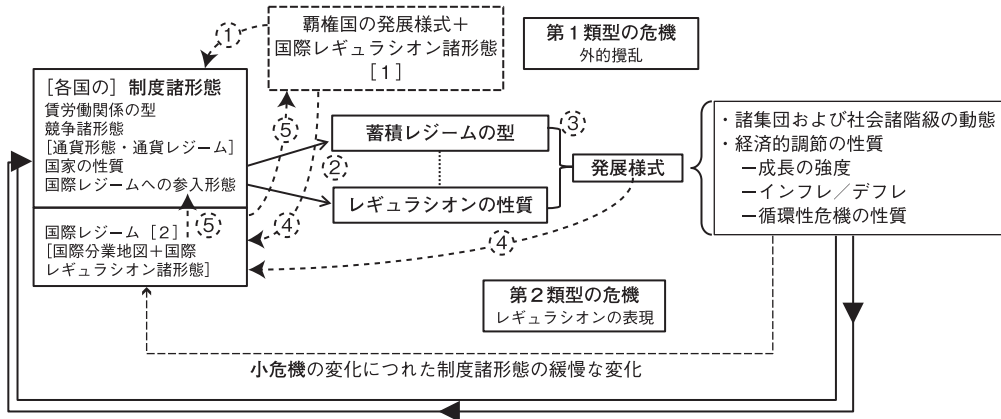 覇権国の発展様式＋
国際レギュラシオン諸形態
［1］
第１類型の危機
外的攪乱
①
［各国の］制度諸形態
賃労働関係の型
競争諸形態
［通貨形態・通貨レジーム］
国家の性質
国際レジームへの参入形態
⑤
②
蓄積レジームの型
レギュラシオンの性質
③
発展様式
・諸集団および社会諸階級の動態
・経済的調節の性質
ー成長の強度
ーインフレ／デフレ
ー循環性危機の性質
⑤
④
④
国際レジーム［2］
［国際分業地図＋国際
レギュラシオン諸形態］
第２類型の危機
レギュラシオンの表現
小危機の変化につれた制度諸形態の緩慢な変化